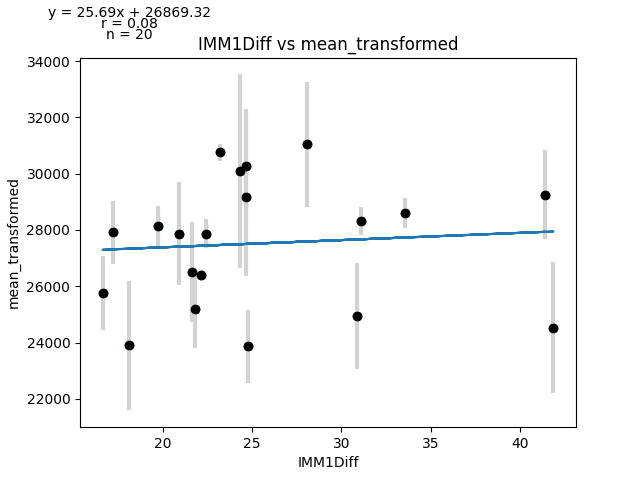 y = 25.69x + 26869.32
r = 0.08
n = 20
IMM1Diff vs mean_transformed
34000
32000
30000
28000
26000
24000
22000
mean_transformed
20
25
30
35
40
IMM1Diff